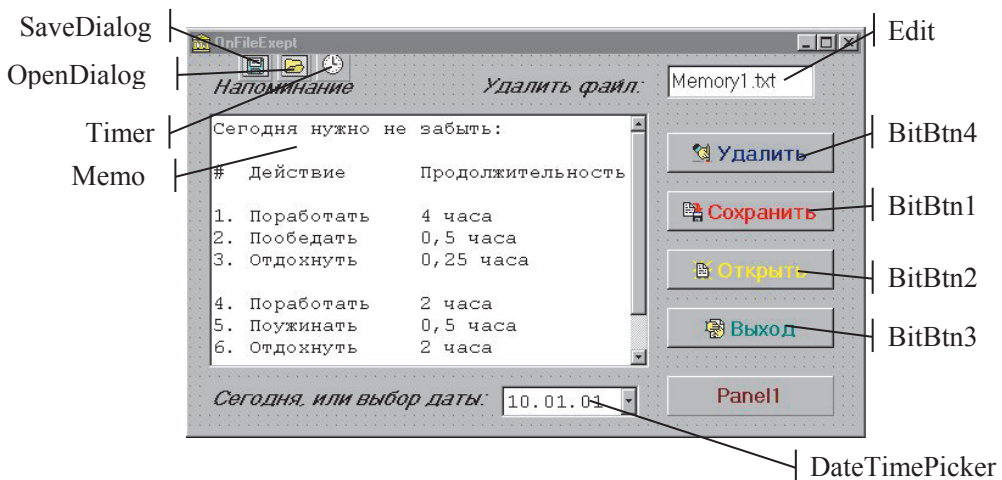 SaveDialog
OpenDialog
Timer
Memo
OnFileExept
Напоминание
Удалить файл:
Memory1.txt
Edit
Сегодня нужно не забыть:
# Действие Продолжительность
1. Поработать 4 часа
2. Пообедать 0,5 часа
3. Отдохнуть 0,25 часа
4. Поработать 2 часа
5. Поужинать 0,5 часа
6. Отдохнуть 2 часа
Удалить
BitBtn4
Сохранить
BitBtn1
Открыть
BitBtn2
Выход
BitBtn3
Сегодня, или выбор даты:
10.01.01
Panel1
DateTimePicker